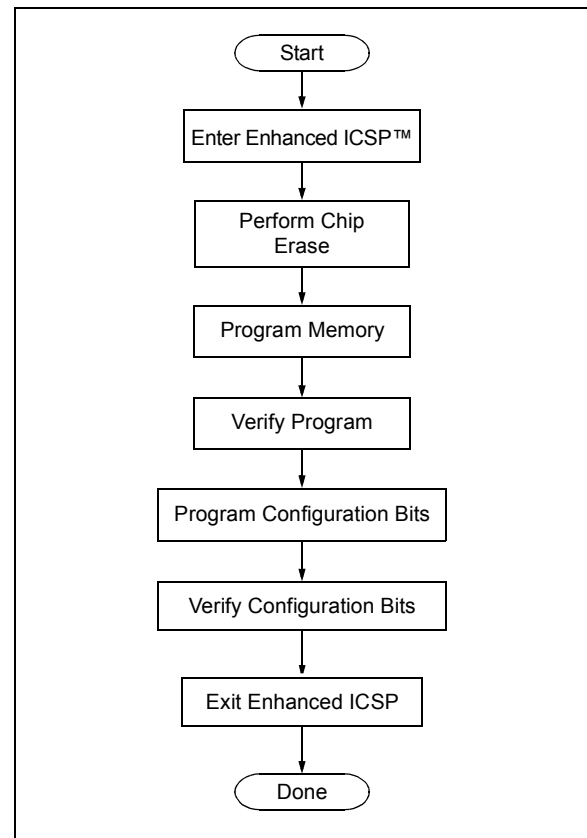 Start
Enter Enhanced ICSP™
Perform Chip
Erase
Program Memory
Verify Program
Program Configuration Bits
Verify Configuration Bits
Exit Enhanced ICSP
Done